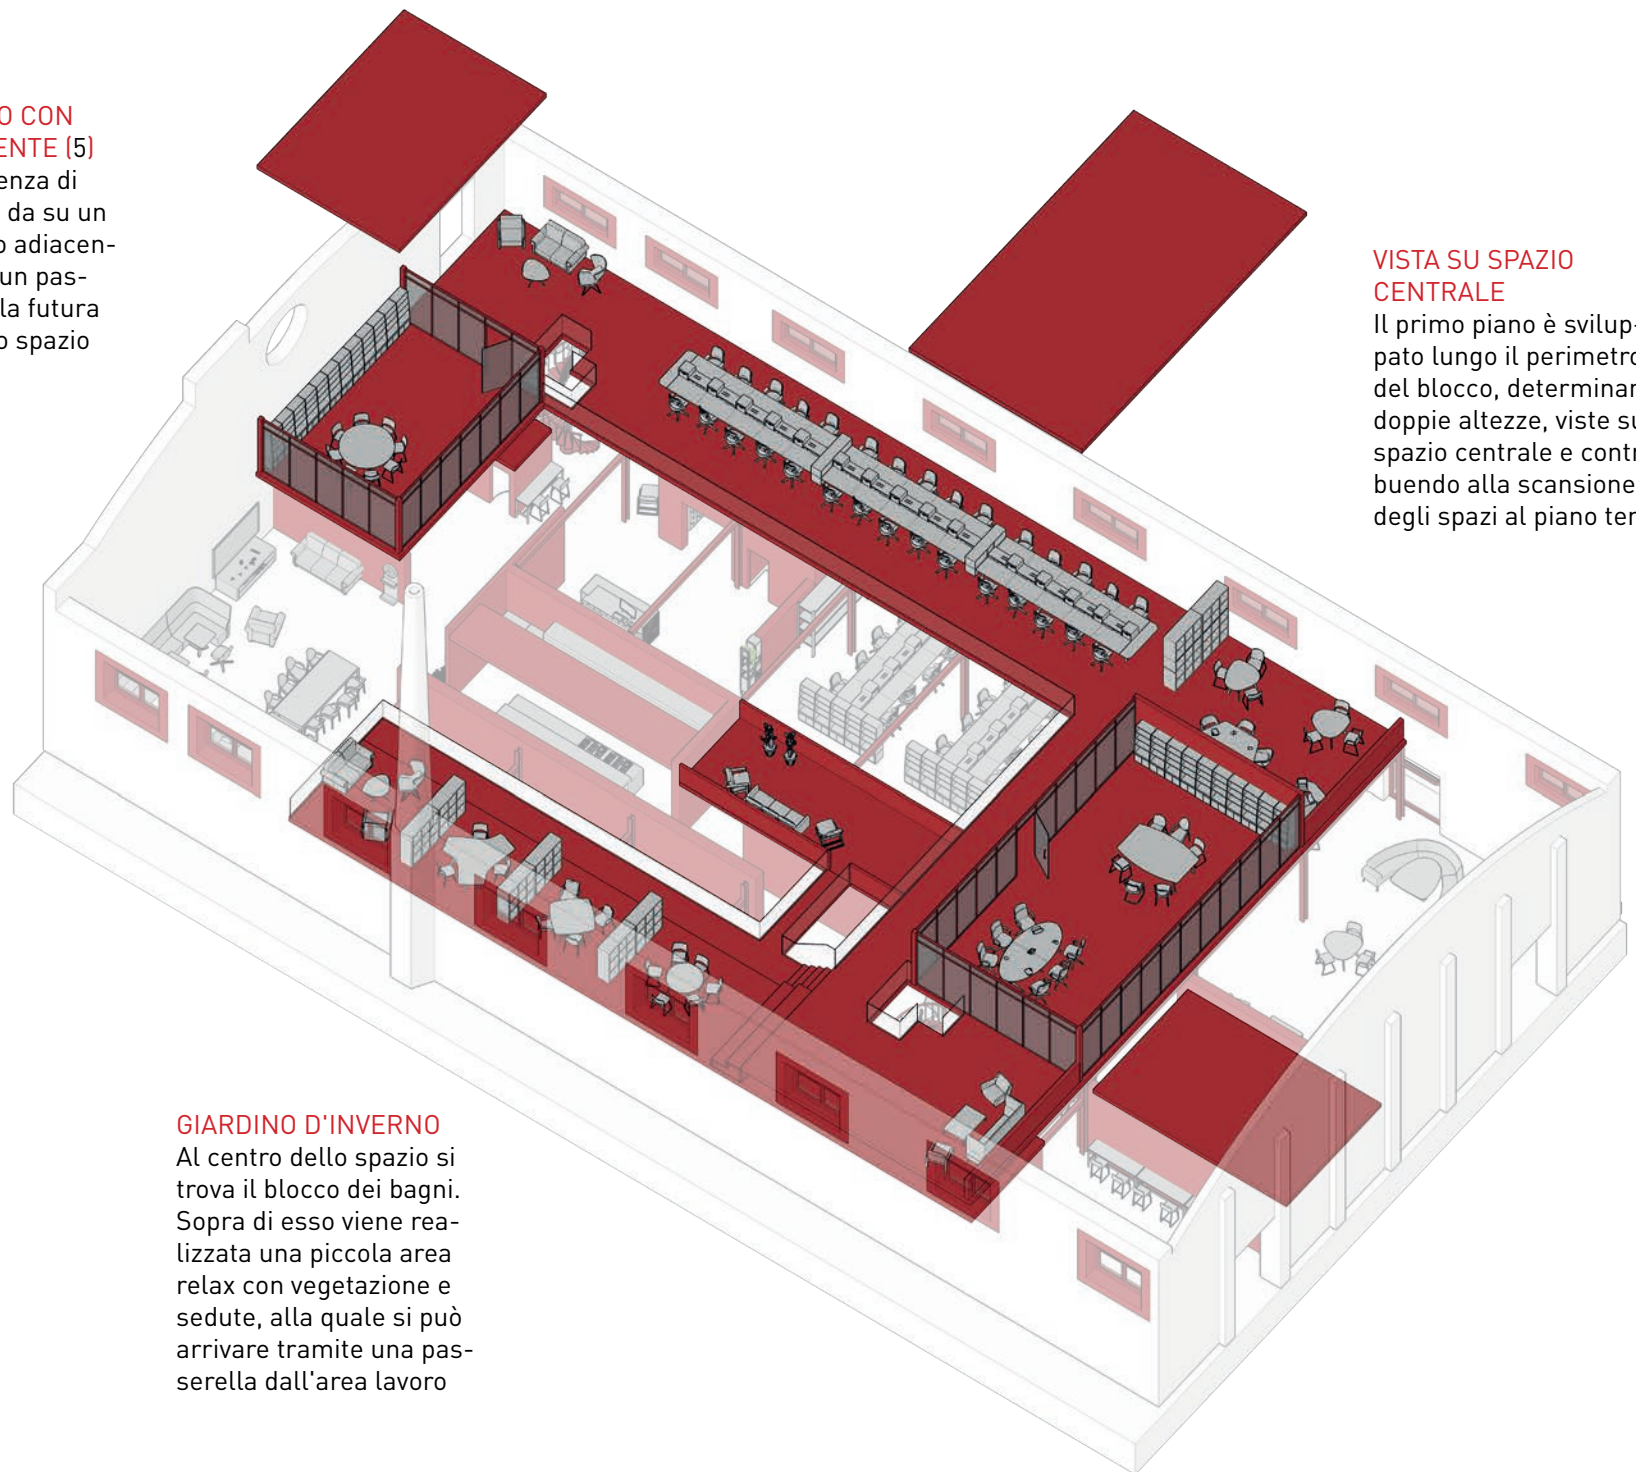 O CON
ENTE (5)
enza di
da su un
o adiacen-
un pas-
la futura
o spazio
VISTA SU SPAZIO
CENTRALE
Il primo piano è svilup-
pato lungo il perimetro
del blocco, determinan
doppie altezze, viste su
spazio centrale e contr
buendo alla scansione
degli spazi al piano ter
GIARDINO D'INVERNO
Al centro dello spazio si
trova il blocco dei bagni.
Sopra di esso viene rea-
lizzata una piccola area
relax con vegetazione e
sedute, alla quale si può
arrivare tramite una pas-
serella dall'area lavoro